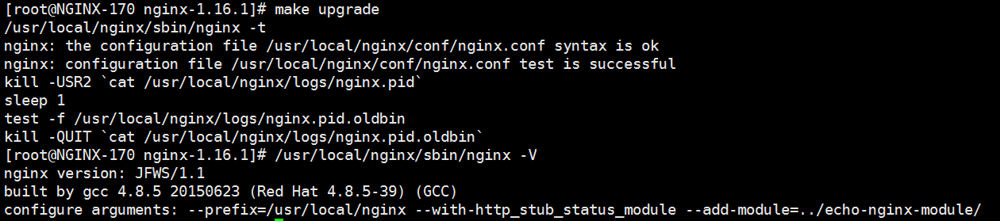 [root@NGINX-170 nginx-1.16.1]# make upgrade
/usr/local/nginx/sbin/nginx -t
nginx: the configuration file /usr/local/nginx/conf/nginx.conf syntax is ok
nginx: configuration file /usr/local/nginx/conf/nginx.conf test is successful
kill -USR2 `cat /usr/local/nginx/logs/nginx.pid`
sleep 1
test -f /usr/local/nginx/logs/nginx.pid.oldbin
kill -QUIT `cat /usr/local/nginx/logs/nginx.pid.oldbin`
[root@NGINX-170 nginx-1.16.1]# /usr/local/nginx/sbin/nginx -V
nginx version: JFWS/1.1
built by gcc 4.8.5 20150623 (Red Hat 4.8.5-39) (GCC)
configure arguments: --prefix=/usr/local/nginx --with-http_stub_status_module --add-module=../echo-nginx-module/